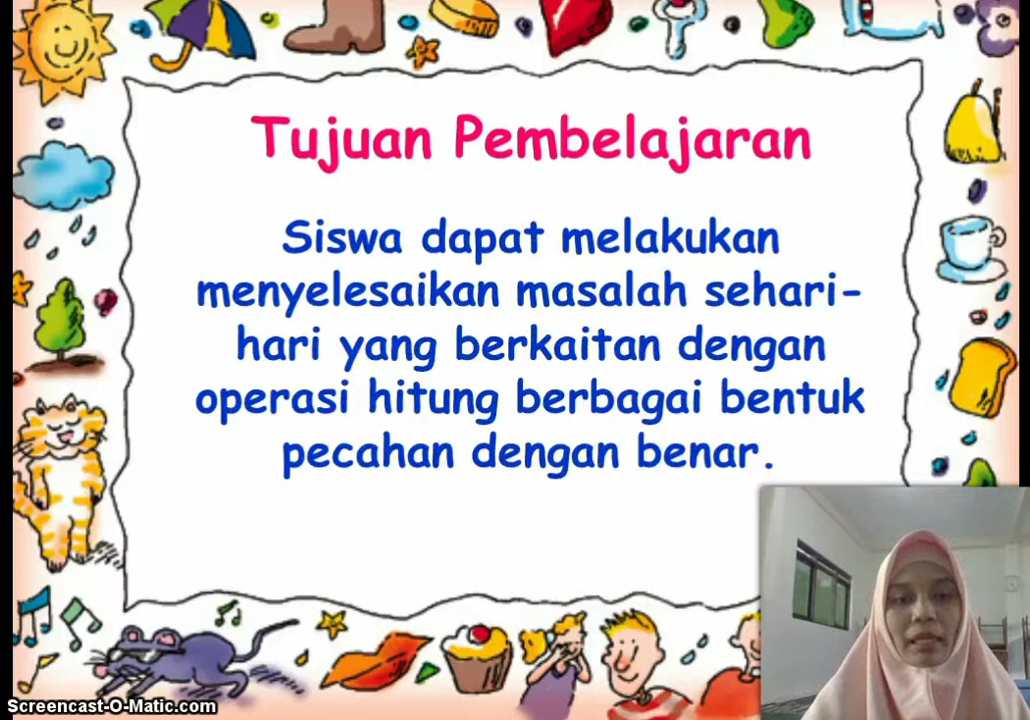 Tujuan Pembelajaran
Siswa dapat melakukan
menyelesaikan masalah sehari-
hari yang berkaitan dengan
operasi hitung berbagai bentuk
pecahan dengan benar.
Screencast-O-Matic.com